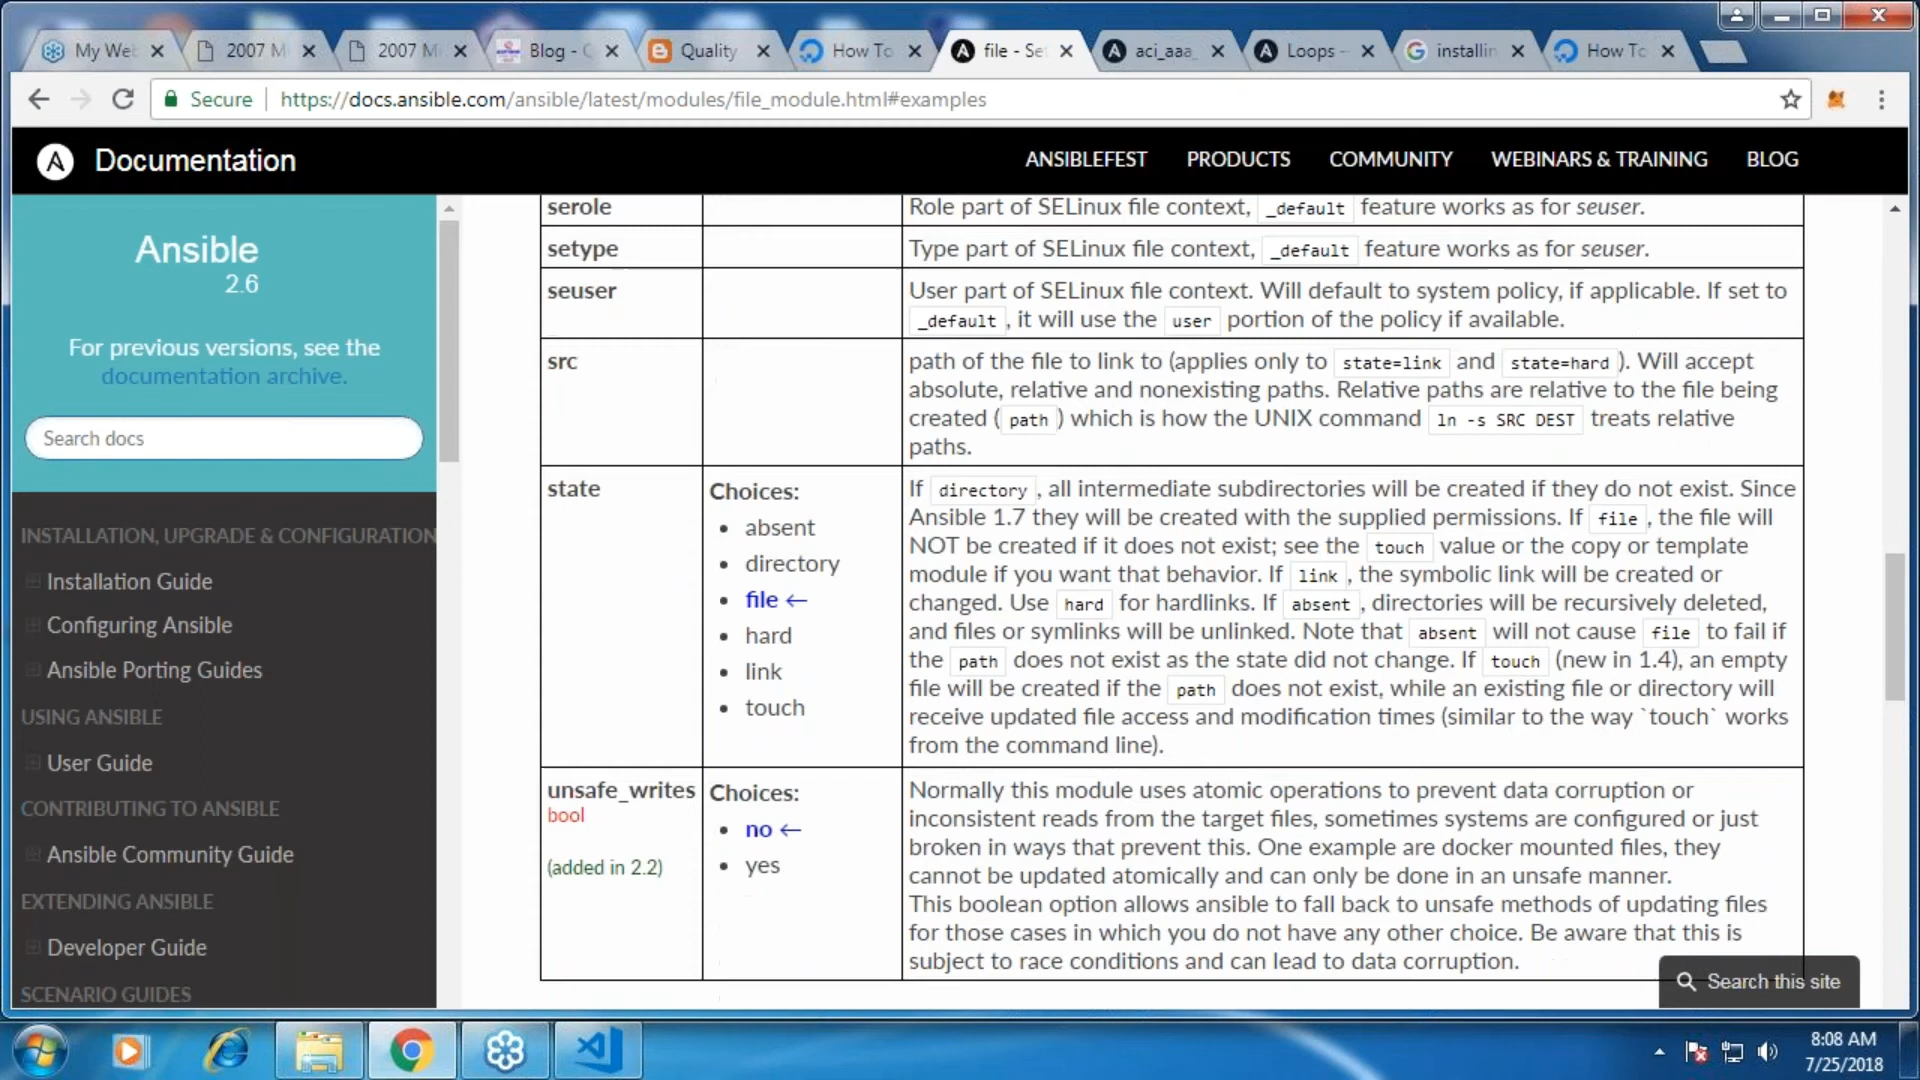 My Web
2007 M
2007 M
Blog - Q
Quality
How To
file - Se
aci_aaa_
Loops –
installin
How To
Secure
https://docs.ansible.com/ansible/latest/modules/file_module.html#examples
Documentation
ANSIBLEFEST
PRODUCTS
COMMUNITY
WEBINARS & TRAINING
BLOG
Ansible
2.6
For previous versions, see the
documentation archive.
Search docs
INSTALLATION, UPGRADE & CONFIGURATION
Installation Guide
Configuring Ansible
Ansible Porting Guides
USING ANSIBLE
User Guide
CONTRIBUTING TO ANSIBLE
Ansible Community Guide
EXTENDING ANSIBLE
Developer Guide
SCENARIO GUIDES
serole
Role part of SELinux file context, _default feature works as for seuser.
setype
Type part of SELinux file context, _default feature works as for seuser.
seuser
User part of SELinux file context. Will default to system policy, if applicable. If set to
_default , it will use the user portion of the policy if available.
src
path of the file to link to (applies only to state=link and state=hard ). Will accept
absolute, relative and nonexisting paths. Relative paths are relative to the file being
created ( path ) which is how the UNIX command ln -s SRC DEST treats relative
paths.
state
Choices:
• absent
• directory
• file ←
• hard
• link
• touch
If directory , all intermediate subdirectories will be created if they do not exist. Since
Ansible 1.7 they will be created with the supplied permissions. If file , the file will
NOT be created if it does not exist; see the touch value or the copy or template
module if you want that behavior. If link , the symbolic link will be created or
changed. Use hard for hardlinks. If absent , directories will be recursively deleted,
and files or symlinks will be unlinked. Note that absent will not cause file to fail if
the path does not exist as the state did not change. If touch (new in 1.4), an empty
file will be created if the path does not exist, while an existing file or directory will
receive updated file access and modification times (similar to the way `touch` works
from the command line).
unsafe_writes
bool
(added in 2.2)
Choices:
• no ←
• yes
Normally this module uses atomic operations to prevent data corruption or
inconsistent reads from the target files, sometimes systems are configured or just
broken in ways that prevent this. One example are docker mounted files, they
cannot be updated atomically and can only be done in an unsafe manner.
This boolean option allows ansible to fall back to unsafe methods of updating files
for those cases in which you do not have any other choice. Be aware that this is
subject to race conditions and can lead to data corruption.
Search this site
8:08 AM
7/25/2018